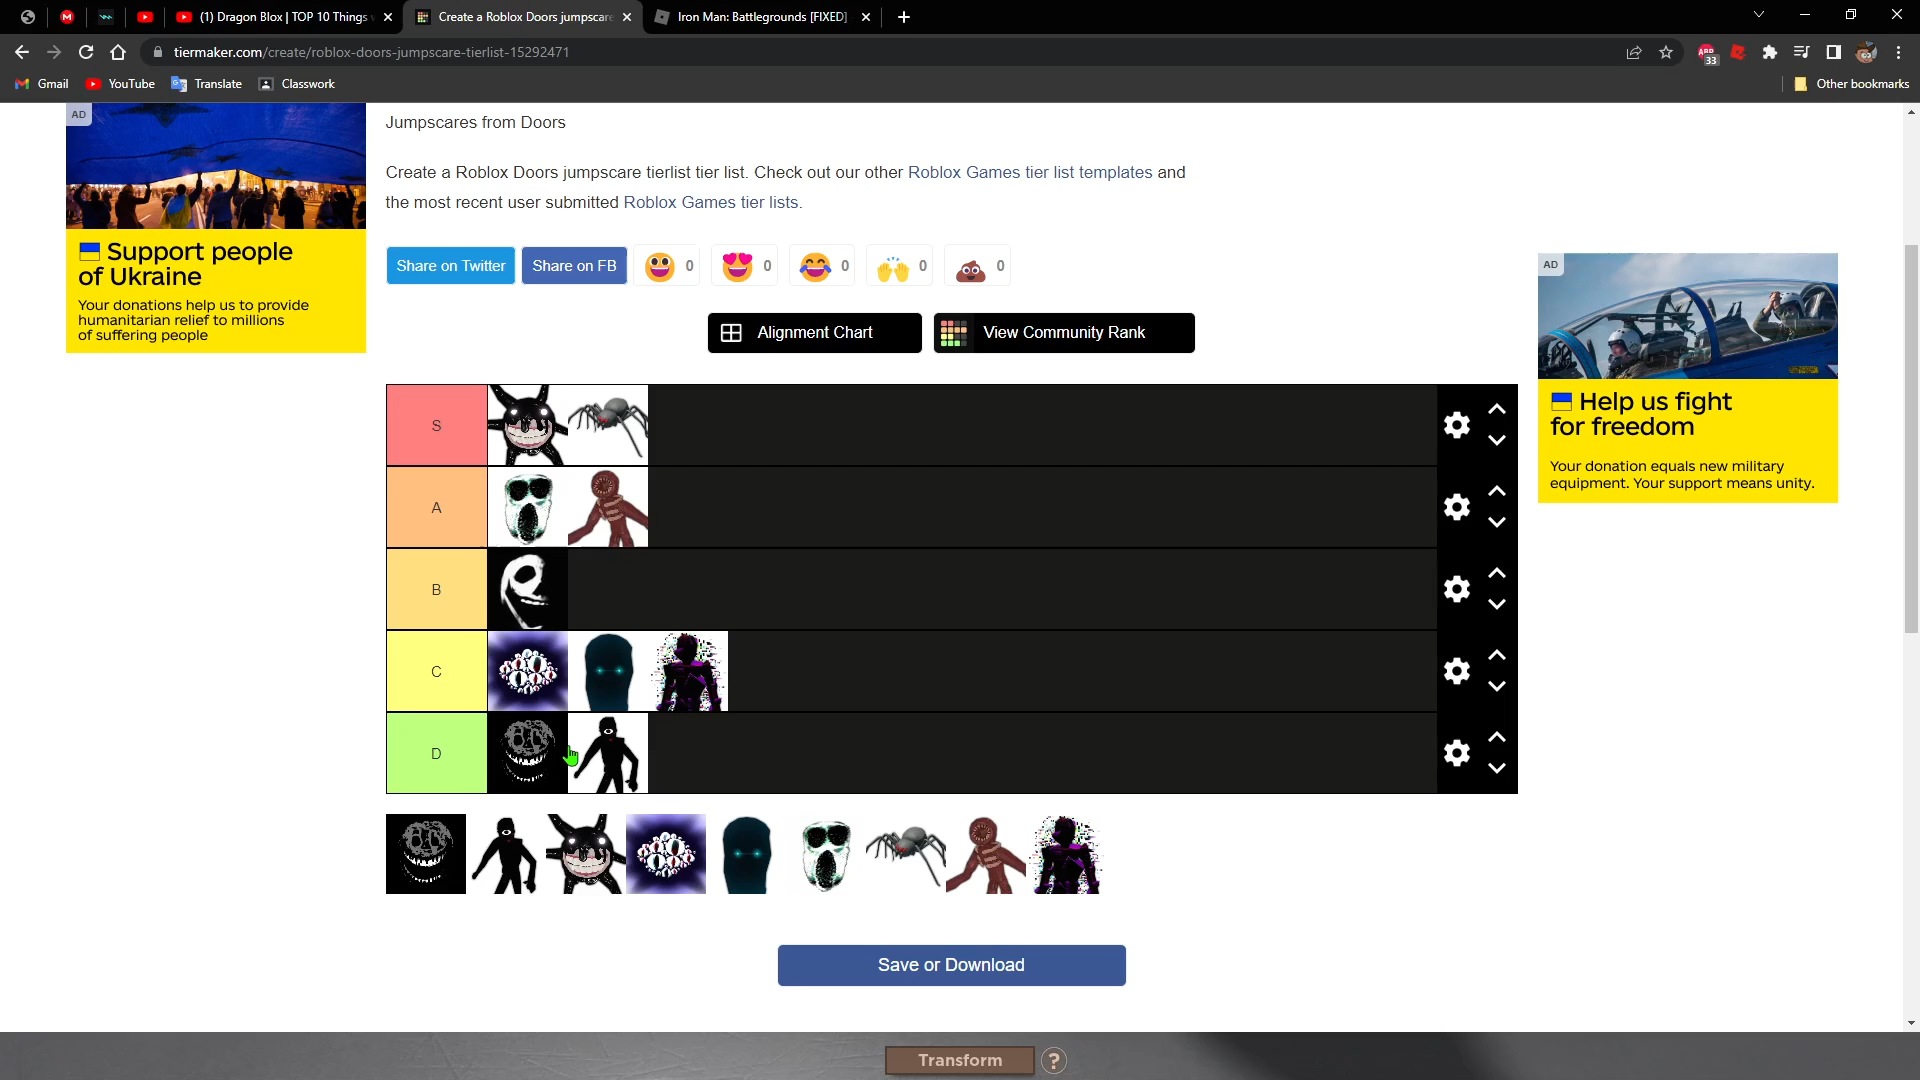 (1) Dragon Blox | TOP 10 Things
Create a Roblox Doors jumpscare
Iron Man: Battlegrounds [FIXED]
tiermaker.com/create/roblox-doors-jumpscare-tierlist-15292471
ABP
33
Gmail
YouTube
Translate
Classwork
Other bookmarks
AD
Support people
of Ukraine
Your donations help us to provide
humanitarian relief to millions
of suffering people
Jumpscares from Doors
Create a Roblox Doors jumpscare tierlist tier list. Check out our other Roblox Games tier list templates and
the most recent user submitted Roblox Games tier lists.
Share on Twitter
Share on FB
0
0
0
0
0
Alignment Chart
View Community Rank
AD
Help us fight
for freedom
Your donation equals new military
equipment. Your support means unity.
S
A
B
C
D
Save or Download
Transform
?